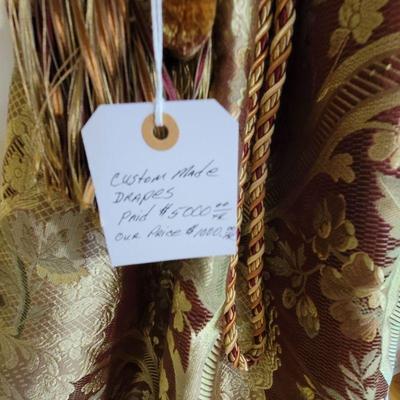 Custom Made
Drapes
Paid $5000.00
Our Price $1000.00